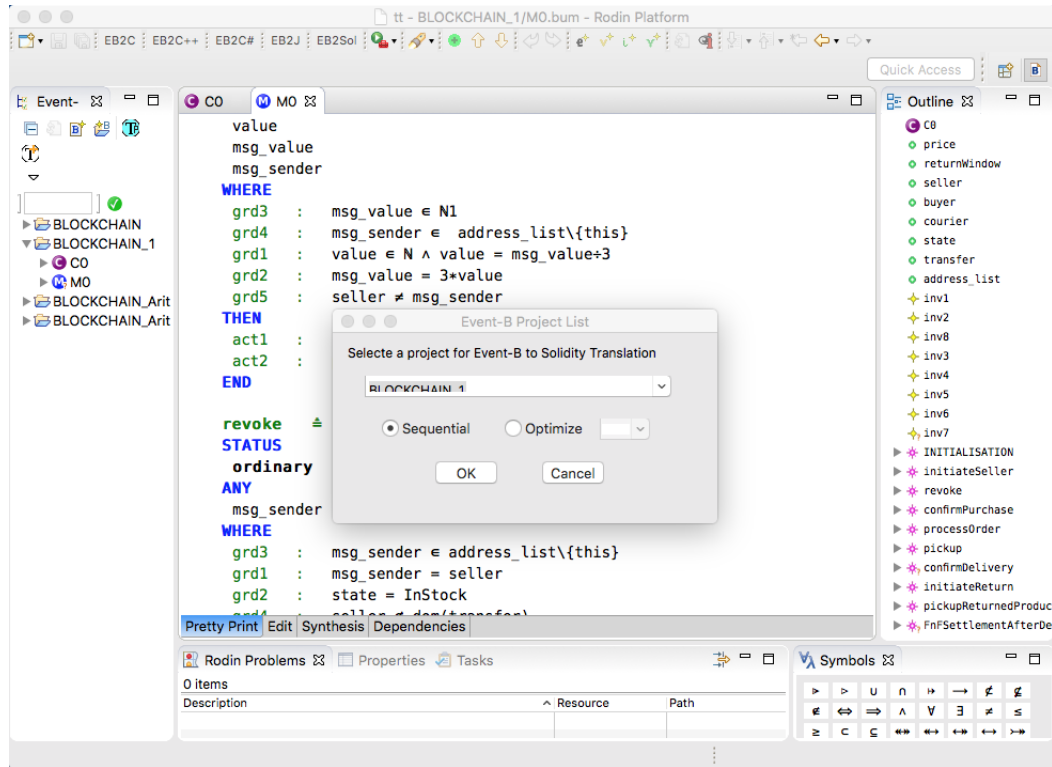 tt - BLOCKCHAIN_1/M0.bum - Rodin Platform
EB2C EB2C++ EB2C# EB2J EB2Sol
Quick Access
Event-
C0 M0
Outline
value
msg_value
msg_sender
WHERE
grd3 : msg_value ∈ N1
grd4 : msg_sender ∈ address_list\{this}
grd1 : value ∈ N ∧ value = msg_value÷3
grd2 : msg_value = 3*value
grd5 : seller ≠ msg_sender
THEN
act1 :
act2 :
END
revoke ≙
STATUS
ordinary
ANY
msg_sender
WHERE
grd3 : msg_sender ∈ address_list\{this}
grd1 : msg_sender = seller
grd2 : state = InStock
grd4 : seller ∉ dom(transfer)
Pretty Print Edit Synthesis Dependencies
BLOCKCHAIN
BLOCKCHAIN_1
C0
M0
BLOCKCHAIN_Arit
BLOCKCHAIN_Arit
Event-B Project List
Selecte a project for Event-B to Solidity Translation
BLOCKCHAIN_1
Sequential Optimize
OK Cancel
C0
price
returnWindow
seller
buyer
courier
state
transfer
address_list
inv1
inv2
inv8
inv3
inv4
inv5
inv6
inv7
INITIALISATION
initiateSeller
revoke
confirmPurchase
processOrder
pickup
confirmDelivery
initiateReturn
pickupReturnedProduc
FnFSettlementAfterDe
Rodin Problems Properties Tasks
0 items
Description Resource Path
Symbols
⊳ ⊳ ∪ ∩ ↦ → ⊄ ⊈
∉ ⇔ ⇒ ∧ ∀ ∃ ≠ ≤
≥ ⊂ ⊆